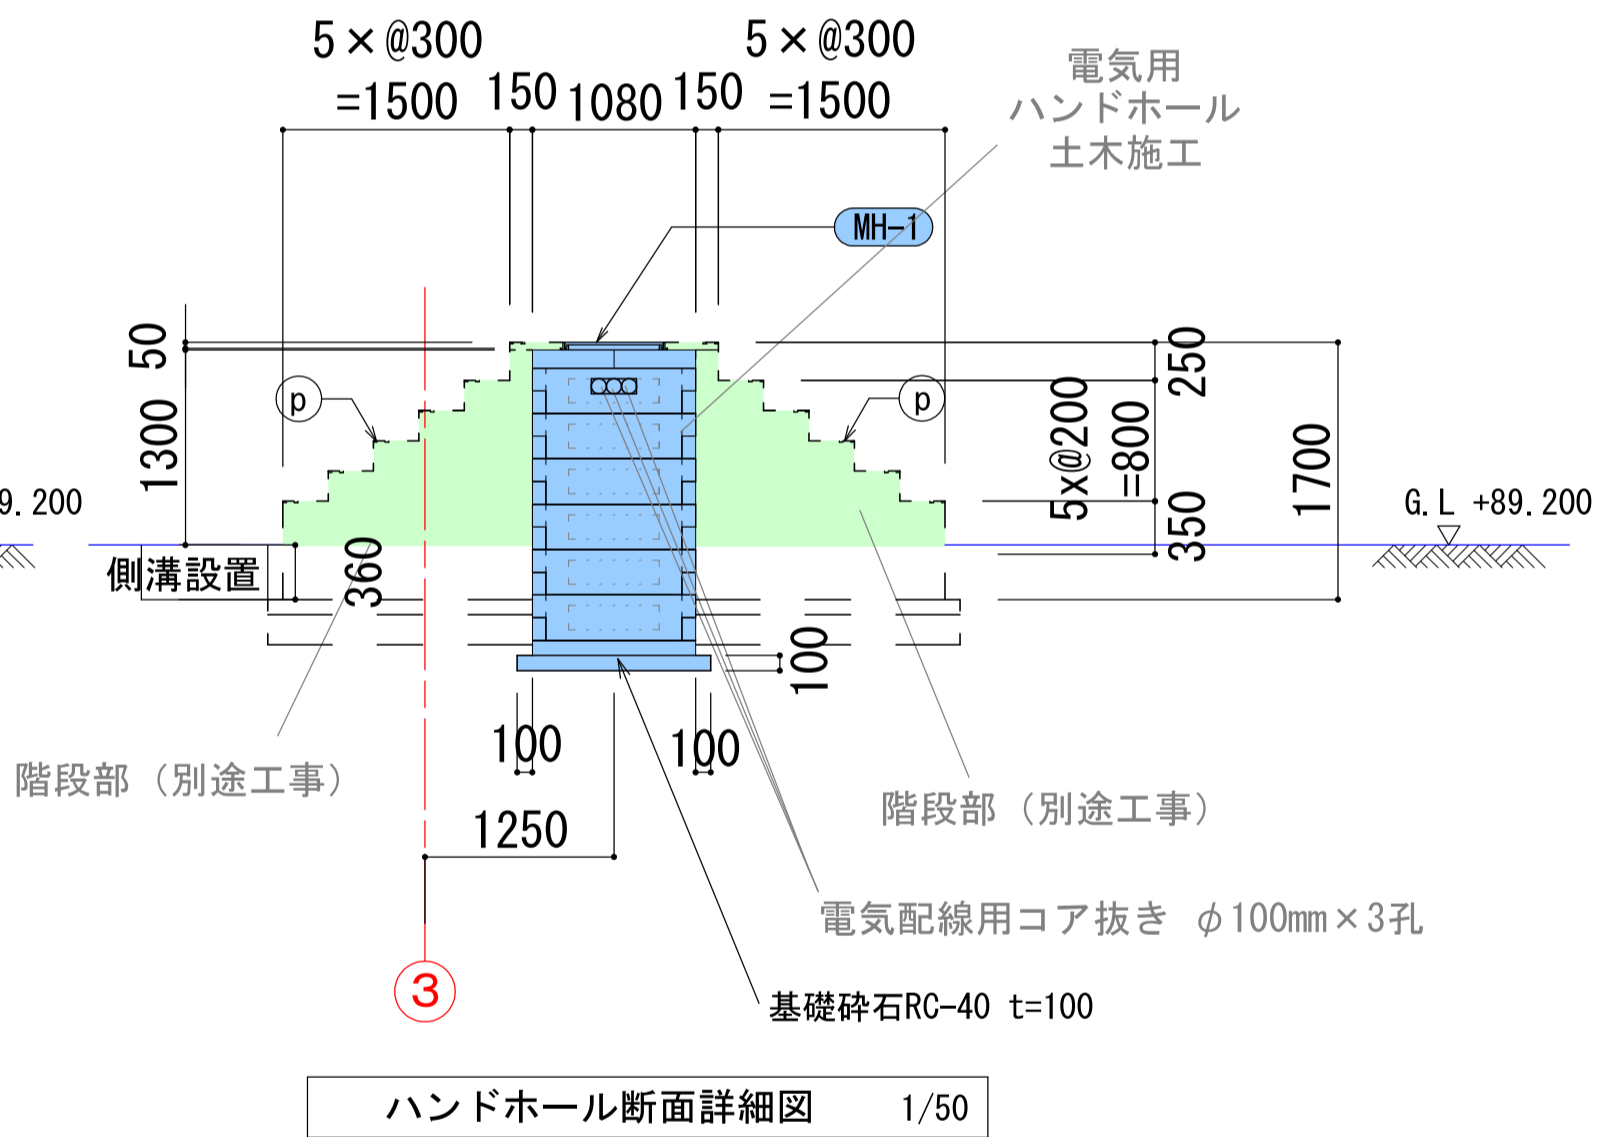 5×@300
=1500
150
1080
150
5×@300
=1500
電気用
ハンドホール
土木施工
MH-1
50
1300
p
p
250
5x@200
=800
350
1700
9.200
G.L +89.200
側溝設置
360
100
100
100
1250
階段部（別途工事）
階段部（別途工事）
電気配線用コア抜き φ100mm×3孔
基礎砕石RC-40 t=100
3
ハンドホール断面詳細図 1/50